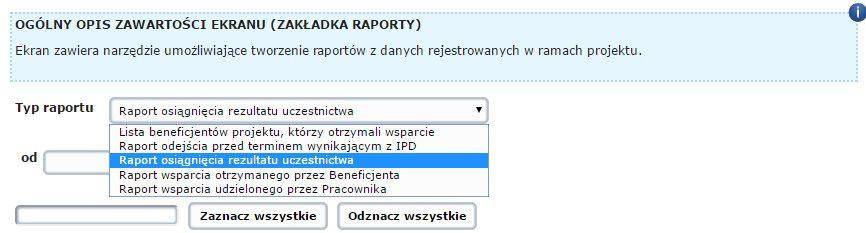 OGÓLNY OPIS ZAWARTOŚCI EKRANU (ZAKŁADKA RAPORTY)
i
Ekran zawiera narzędzie umożliwiające tworzenie raportów z danych rejestrowanych w ramach projektu.
Typ raportu
Raport osiągnięcia rezultatu uczestnictwa
Lista beneficjentów projektu, którzy otrzymali wsparcie
Raport odejścia przed terminem wynikającym z IPD
od
Raport osiągnięcia rezultatu uczestnictwa
Raport wsparcia otrzymanego przez Beneficjenta
Raport wsparcia udzielonego przez Pracownika
Zaznacz wszystkie
Odznacz wszystkie